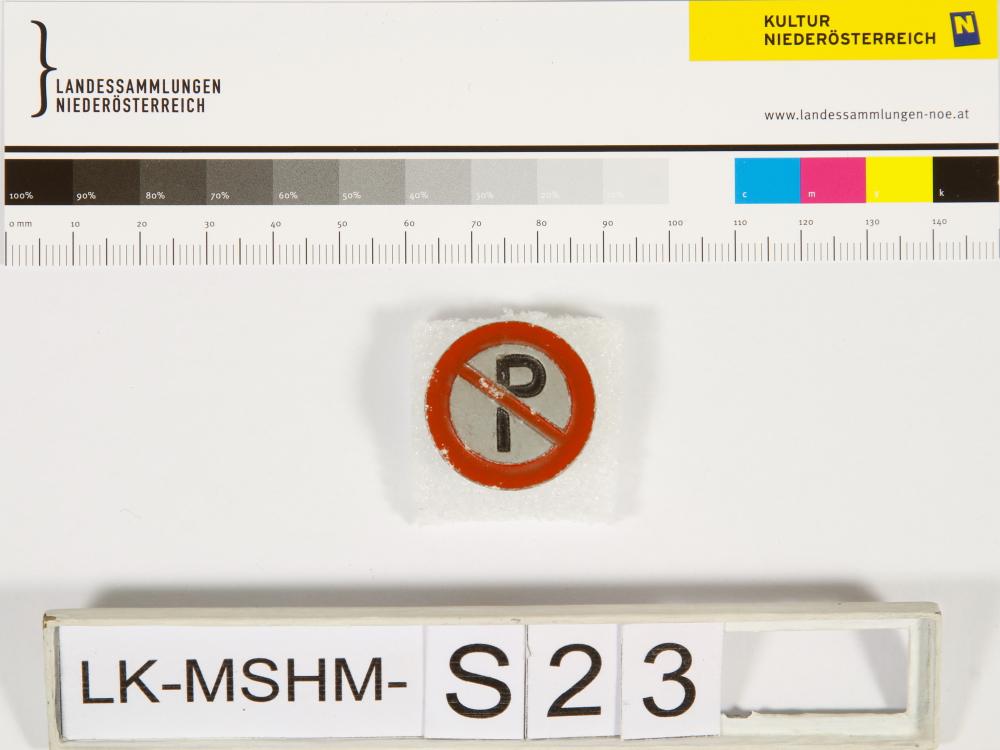 KULTUR
NIEDERÖSTERREICH N
LANDESSAMMLUNGEN
NIEDERÖSTERREICH
www.landessammlungen-noe.at
100% 90% 80% 70% 60% 50% 40% 30% 20% 10% c m y k
0 mm 10 20 30 40 50 60 70 80 90 100 110 120 130 140
P
LK-MSHM- S 2 3